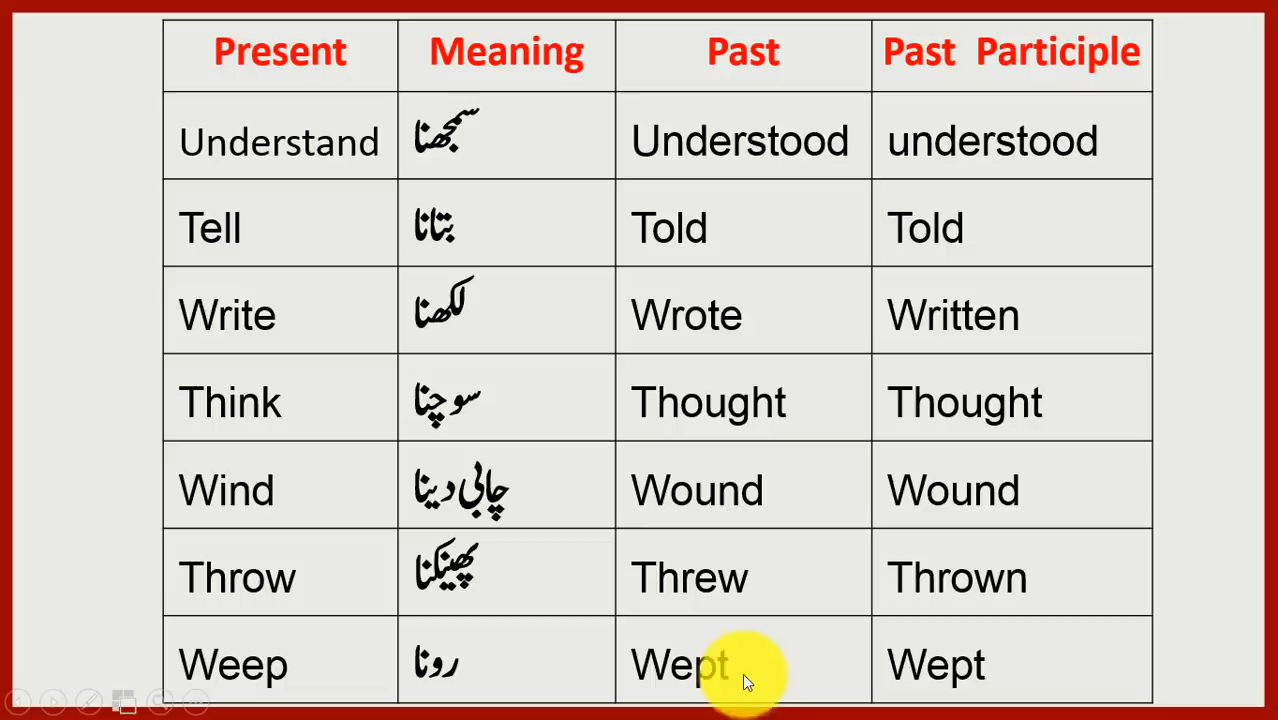 Present Meaning Past Past Participle
Understand سمجھنا Understood understood
Tell بتانا Told Told
Write لکھنا Wrote Written
Think سوچنا Thought Thought
Wind چابی دینا Wound Wound
Throw پھینکنا Threw Thrown
Weep رونا Wept Wept